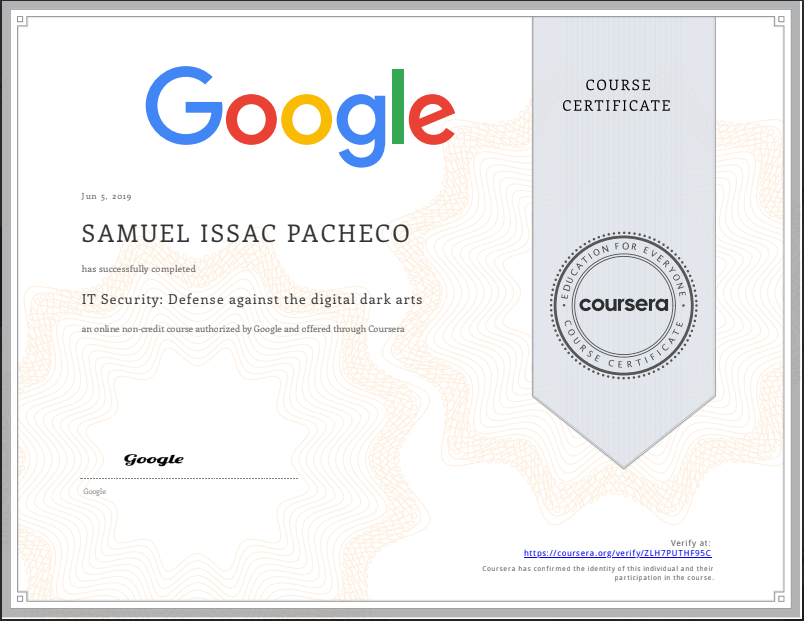 Google
COURSE
CERTIFICATE
Jun 5, 2019
SAMUEL ISSAC PACHECO
has successfully completed
IT Security: Defense against the digital dark arts
an online non-credit course authorized by Google and offered through Coursera
EDUCATION FOR EVERYONE
coursera
COURSE CERTIFICATE
Google
Google
Verify at:
https://coursera.org/verify/ZLH7PUTHF95C
Coursera has confirmed the identity of this individual and their
participation in the course.